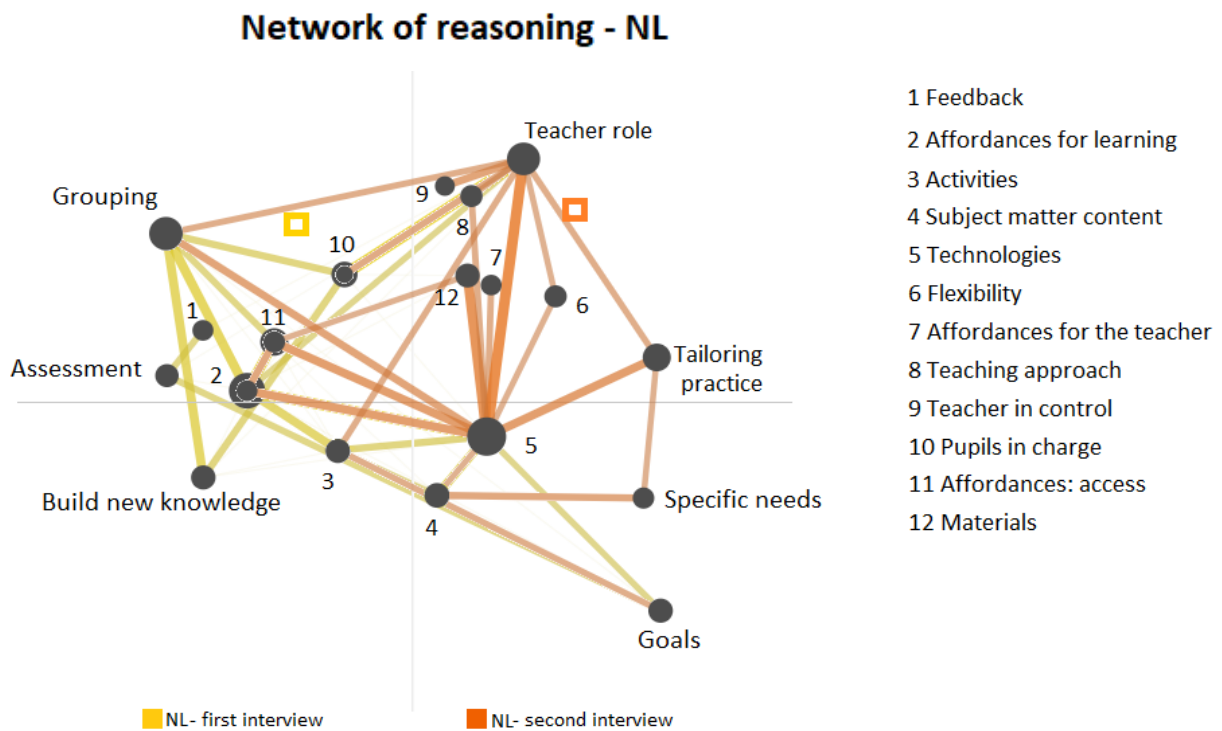 Network of reasoning - NL
Teacher role
Grouping
9
8
10
7
12
6
1
11
Assessment
2
Tailoring
practice
5
3
Build new knowledge
4
Specific needs
Goals
1 Feedback
2 Affordances for learning
3 Activities
4 Subject matter content
5 Technologies
6 Flexibility
7 Affordances for the teacher
8 Teaching approach
9 Teacher in control
10 Pupils in charge
11 Affordances: access
12 Materials
NL- first interview
NL- second interview